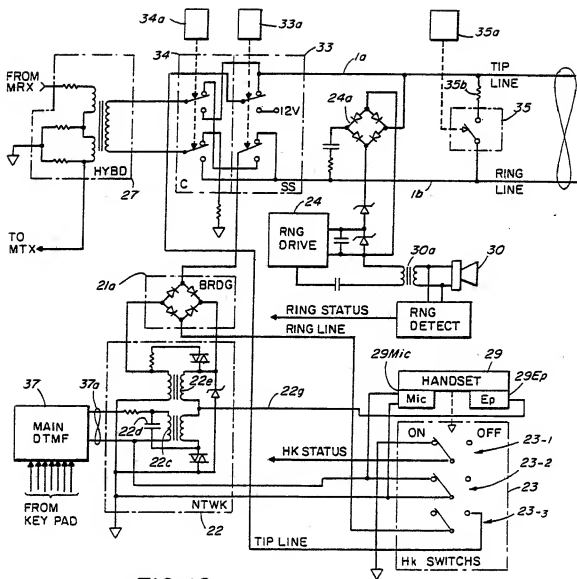 34a
33a
35a
34
33
1a
TIP
LINE
FROM
MRX
12V
24a
35b
35
HYBD
27
C
SS
1b
RING
LINE
24
RNG
DRIVE
TO
MTX
30a
30
21a
BRDG
RING STATUS
RING LINE
RNG
DETECT
29Mic
29
HANDSET
29Ep
Mic
Ep
37
37a
MAIN
DTMF
22e
22d
22c
22g
ON
OFF
23-1
HK STATUS
23-2
23
23-3
FROM
KEY PAD
NTWK
22
TIP LINE
Hk SWITCHS